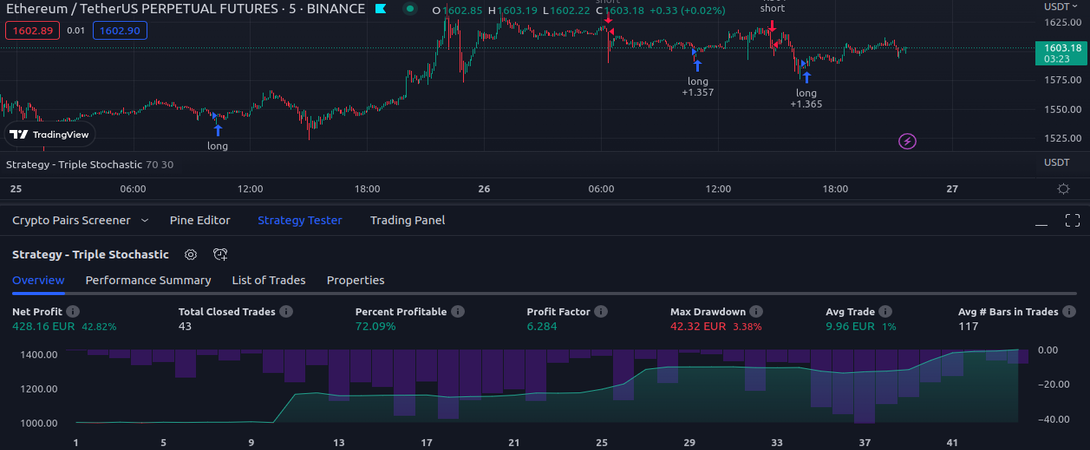 Ethereum / TetherUS PERPETUAL FUTURES · 5 · BINANCE O1602.85 H1603.19 L1602.22 C1603.18 +0.33 (+0.02%) USDT
1602.89 0.01 1602.90
short
short
1625.00
1603.18
03:23
1575.00
1550.00
1525.00
long
+1.357
long
+1.365
long
TradingView
Strategy - Triple Stochastic 70 30
USDT
25 06:00 12:00 18:00 26 06:00 12:00 18:00 27
Crypto Pairs Screener Pine Editor Strategy Tester Trading Panel
Strategy - Triple Stochastic
Overview Performance Summary List of Trades Properties
Net Profit Total Closed Trades Percent Profitable Profit Factor Max Drawdown Avg Trade Avg # Bars in Trades
428.16 EUR 42.82% 43 72.09% 6.284 42.32 EUR 3.38% 9.96 EUR 1% 117
1400.00 0.00
1200.00 −20.00
1000.00 −40.00
1 5 9 13 17 21 25 29 33 37 41